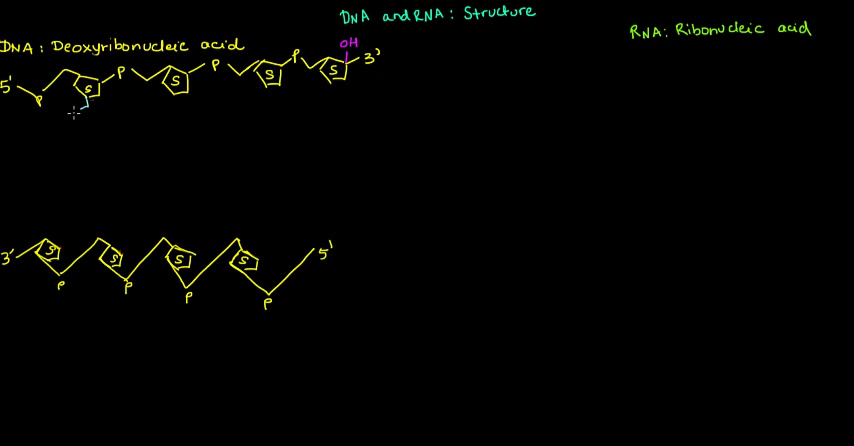 DNA and RNA: Structure
RNA: Ribonucleic acid
DNA: Deoxyribonucleic acid
OH
5' P S P S P S P S 3'
3' S S S S 5'
P P P P